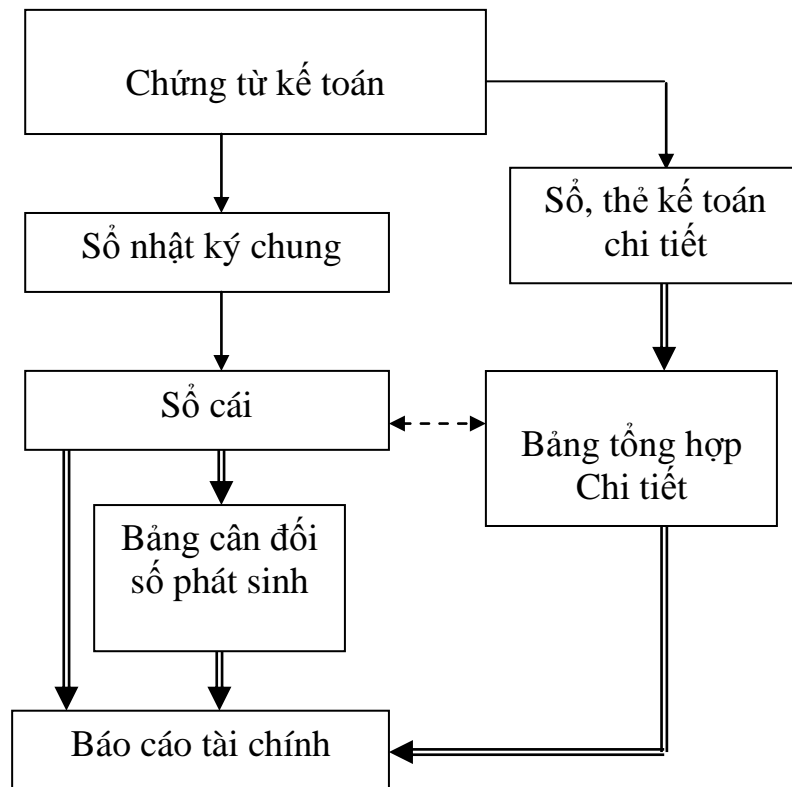 Chứng từ kế toán
Sổ, thẻ kế toán
chi tiết
Sổ nhật ký chung
Sổ cái
Bảng tổng hợp
Chi tiết
Bảng cân đối
số phát sinh
Báo cáo tài chính